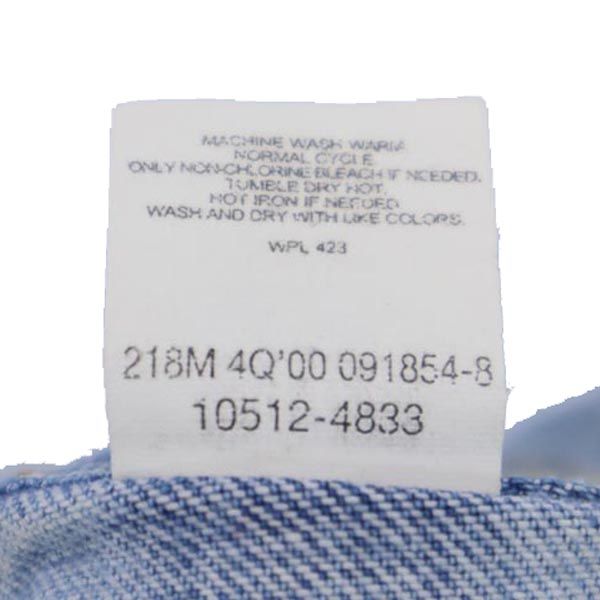 MACHINE WASH WARM
NORMAL CYCLE.
ONLY NON-CHLORINE BLEACH IF NEEDED.
TUMBLE DRY HOT.
HOT IRON IF NEEDED
WASH AND DRY WITH LIKE COLORS.
WPL 423
218M 4Q'00 091854-8
10512-4833